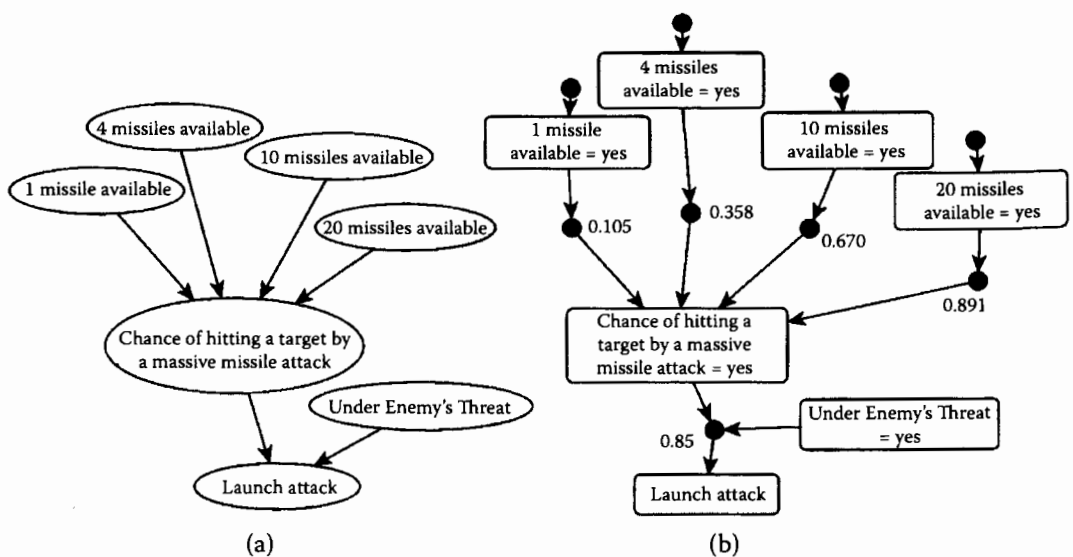 1 missile available
4 missiles available
10 missiles available
20 missiles available
Chance of hitting a target by
a massive missile attack
Under Enemy's Threat
Launch attack
(a)
1 missile
available = yes
4 missiles
available = yes
10 missiles
available = yes
20 missiles
available = yes
0.105
0.358
0.670
0.891
Chance of hitting a
target by a massive
missile attack = yes
Under Enemy's Threat
= yes
0.85
Launch attack
(b)